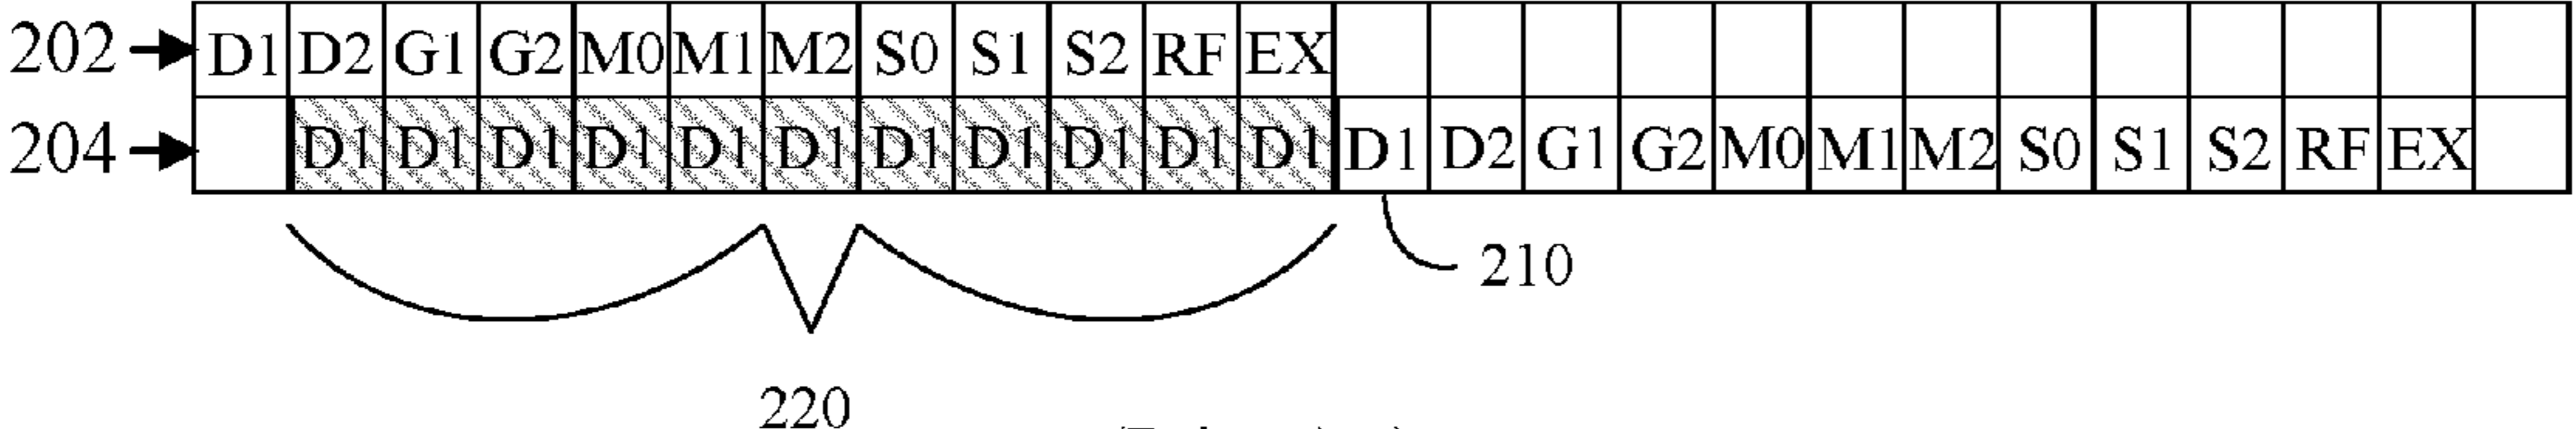 202 D1 D2 G1 G2 M0 M1 M2 S0 S1 S2 RF EX
204 D1 D1 D1 D1 D1 D1 D1 D1 D1 D1 D1 D1 D2 G1 G2 M0 M1 M2 S0 S1 S2 RF EX
210
220